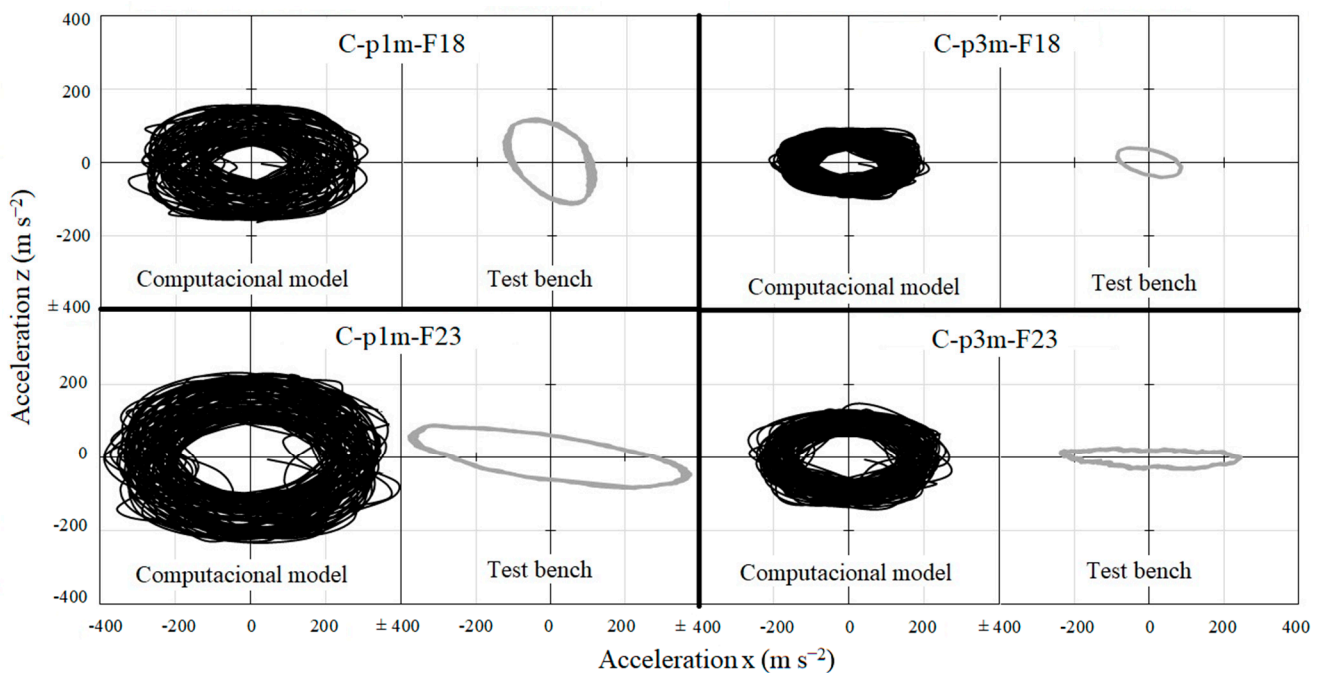 400
C-p1m-F18
C-p3m-F18
200
0
-200
Computacional model
Test bench
Computacional model
Test bench
± 400
C-p1m-F23
C-p3m-F23
200
0
-200
Computacional model
Test bench
Computacional model
Test bench
-400
-400 -200 0 200 ± 400 -200 0 200 ± 400 -200 0 200 ± 400 -200 0 200 400
Acceleration x (m s⁻²)
Acceleration z (m s⁻²)